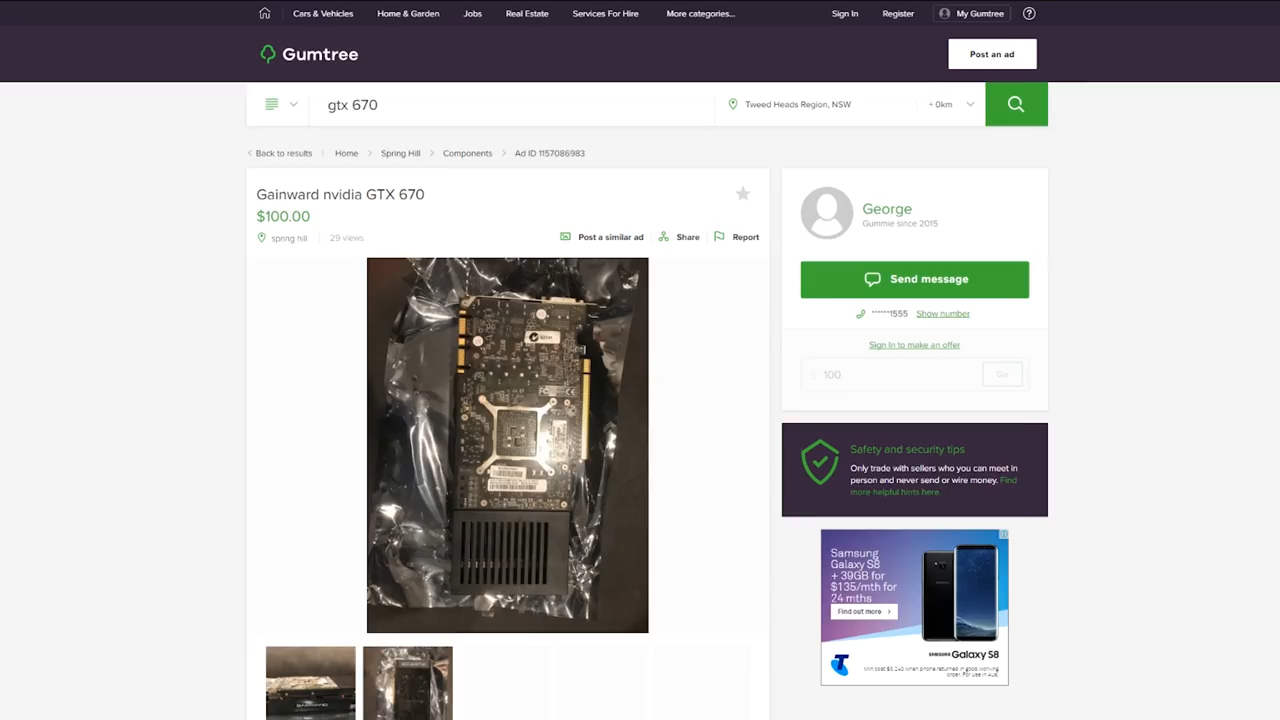 Cars & Vehicles
Home & Garden
Jobs
Real Estate
Services For Hire
More categories...
Sign In
Register
My Gumtree
Gumtree
Post an ad
gtx 670
Tweed Heads Region, NSW
+ 0km
Back to results
Home
Spring Hill
Components
Ad ID 1157086983
Gainward nvidia GTX 670
$100.00
spring hill
29 views
Post a similar ad
Share
Report
George
Gummie since 2015
Send message
******1555 Show number
Sign In to make an offer
$ 100
Go
Safety and security tips
Only trade with sellers who you can meet in
person and never send or wire money. Find
more helpful hints here.
Samsung
Galaxy S8
+ 39GB for
$135/mth for
24 mths
Find out more
SAMSUNG Galaxy S8
GAINWARD